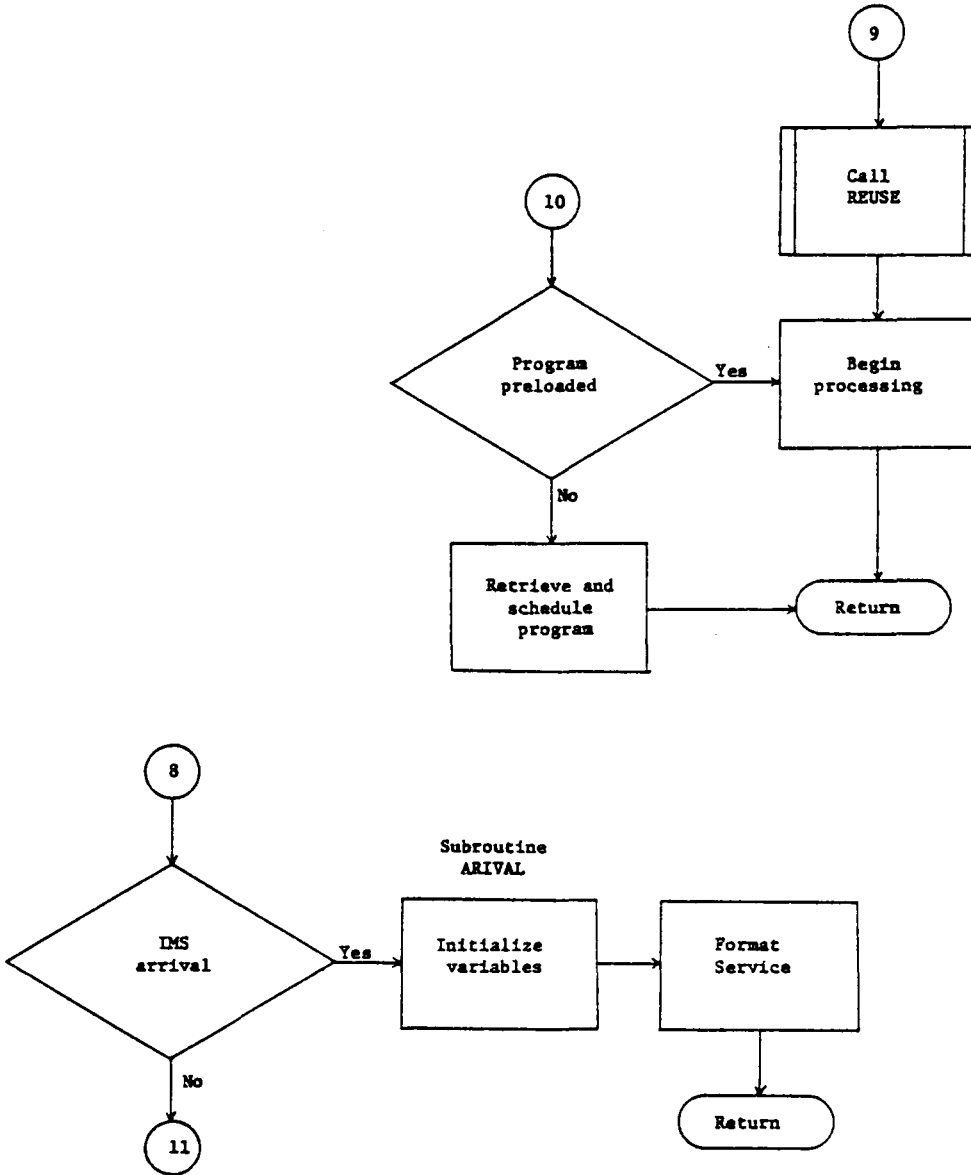 9
Call
REUSE
10
Program
preloaded
Yes
Begin
processing
No
Retrieve and
schedule
program
Return
8
Subroutine
ARIVAL
IMS
arrival
Yes
Initialize
variables
Format
Service
No
11
Return